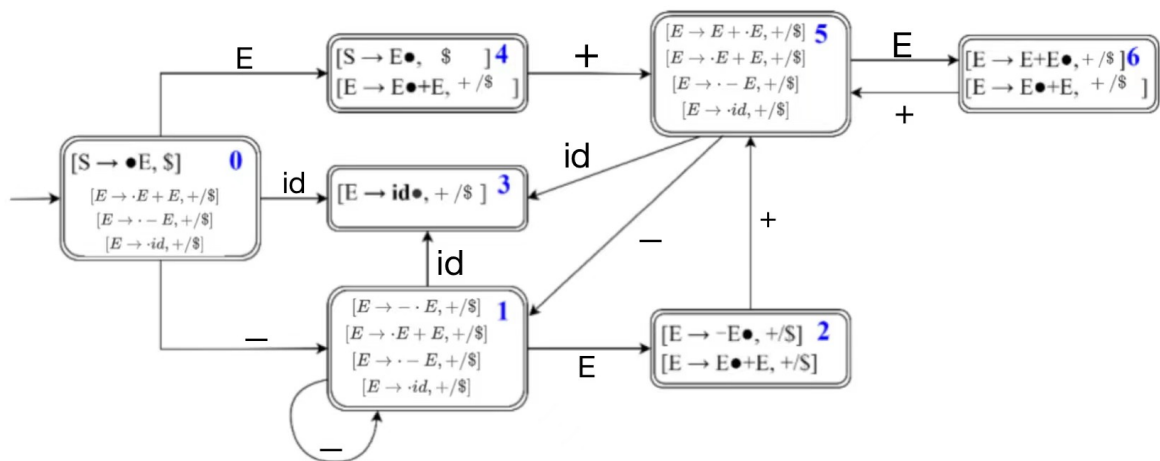 E
[S → E●, $ ] 4
[E → E●+E, +/$ ]
+
[E → E + ·E, +/$] 5
[E → ·E + E, +/$]
[E → · − E, +/$]
[E → ·id, +/$]
E
[E → E+E●, +/$ ] 6
[E → E●+E, +/$ ]
+
[S → ●E, $] 0
[E → ·E + E, +/$]
[E → · − E, +/$]
[E → ·id, +/$]
id
[E → id●, +/$ ] 3
id
−
+
id
−
[E → − · E, +/$] 1
[E → ·E + E, +/$]
[E → · − E, +/$]
[E → ·id, +/$]
E
[E → −E●, +/$] 2
[E → E●+E, +/$]
−